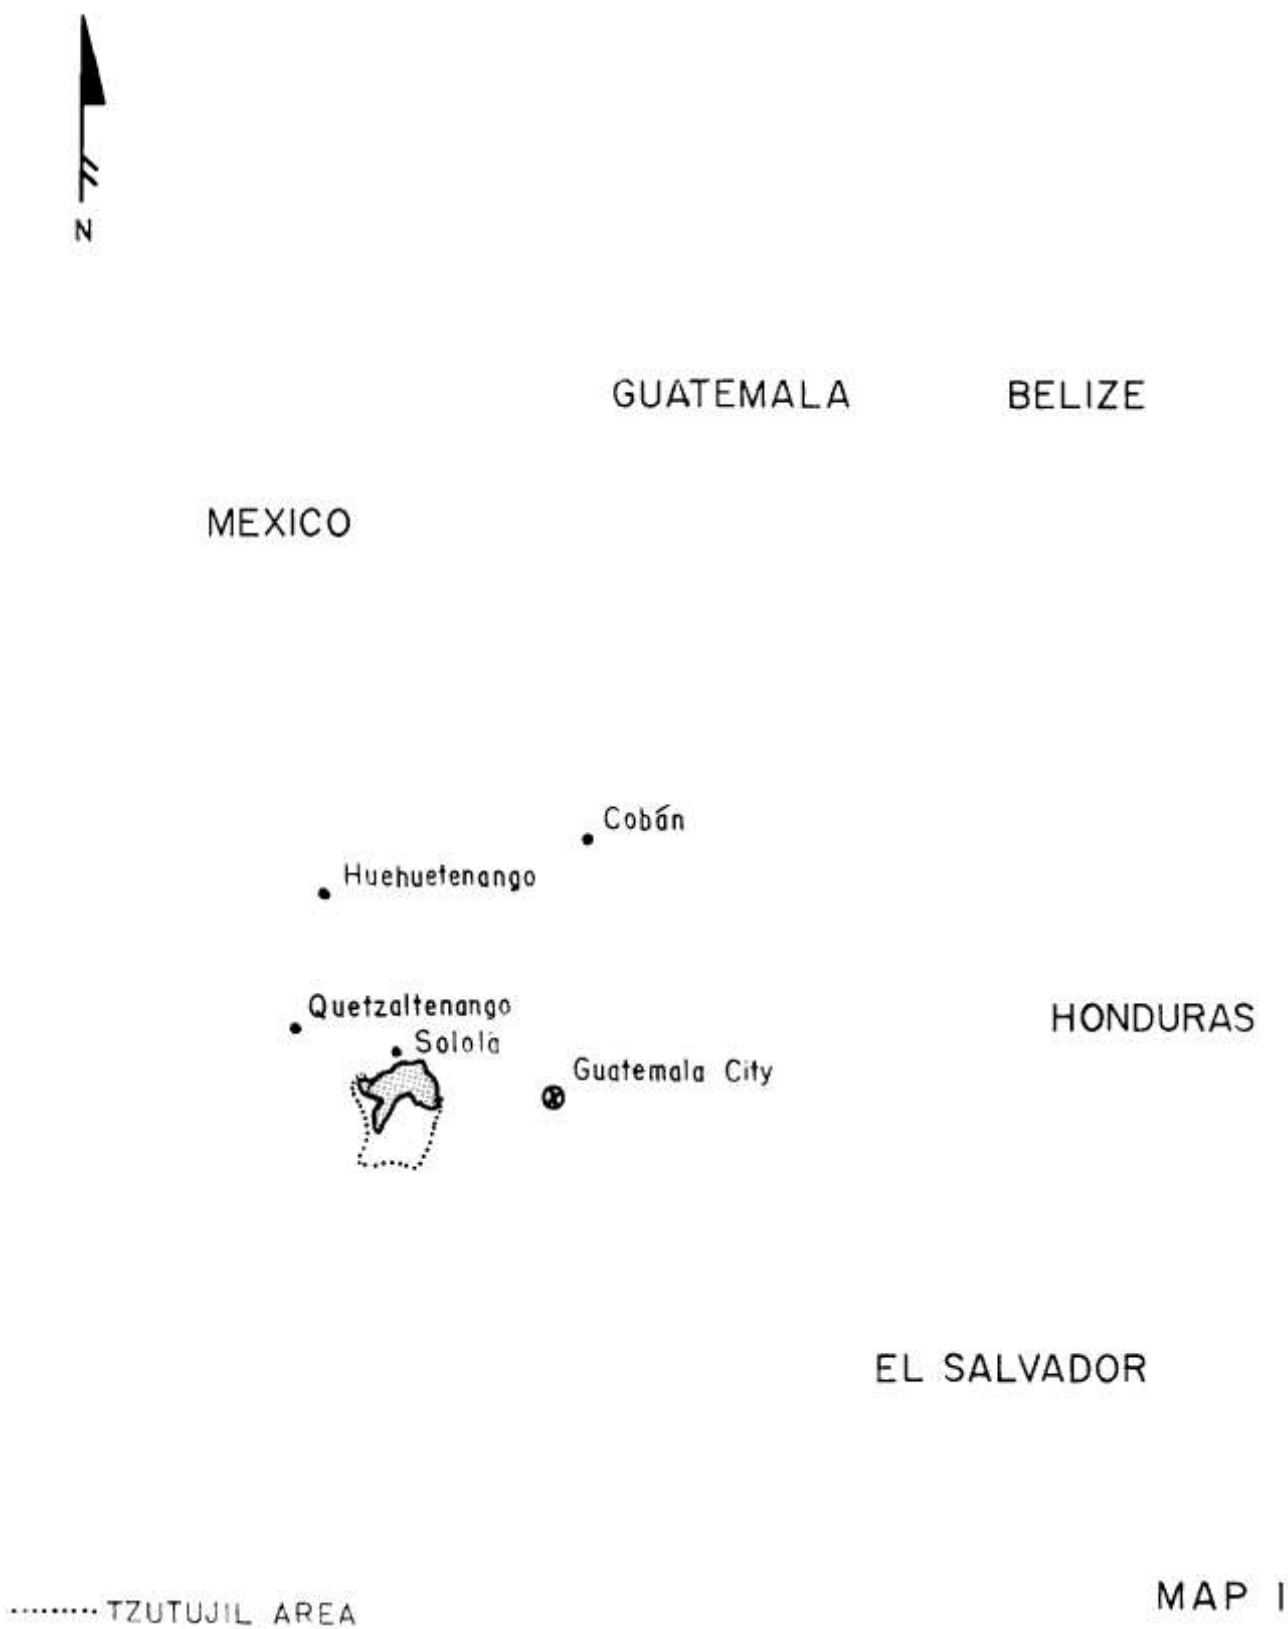 N
GUATEMALA BELIZE
MEXICO
Cobán
Huehuetenango
Quetzaltenango
Sololá
HONDURAS
Guatemala City
EL SALVADOR
MAP I
TZUTUJIL AREA